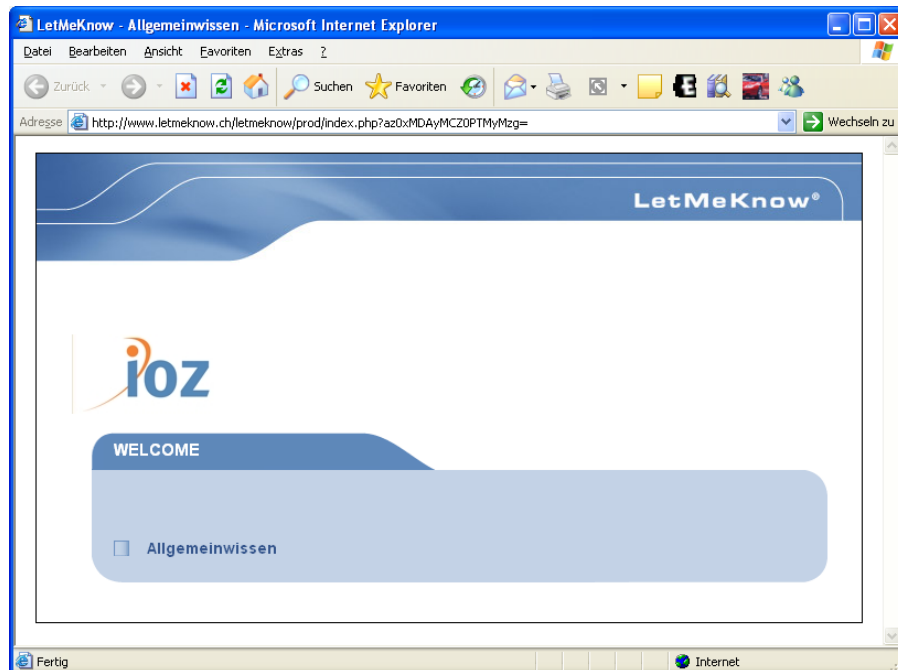 LetMeKnow - Allgemeinwissen - Microsoft Internet Explorer
Datei Bearbeiten Ansicht Favoriten Extras ?
Zurück Suchen Favoriten
Adresse http://www.letmeknow.ch/letmeknow/prod/index.php?az0xMDAyMCZ0PTMyMzg= Wechseln zu
LetMeKnow®
ioz
WELCOME
Allgemeinwissen
Fertig Internet